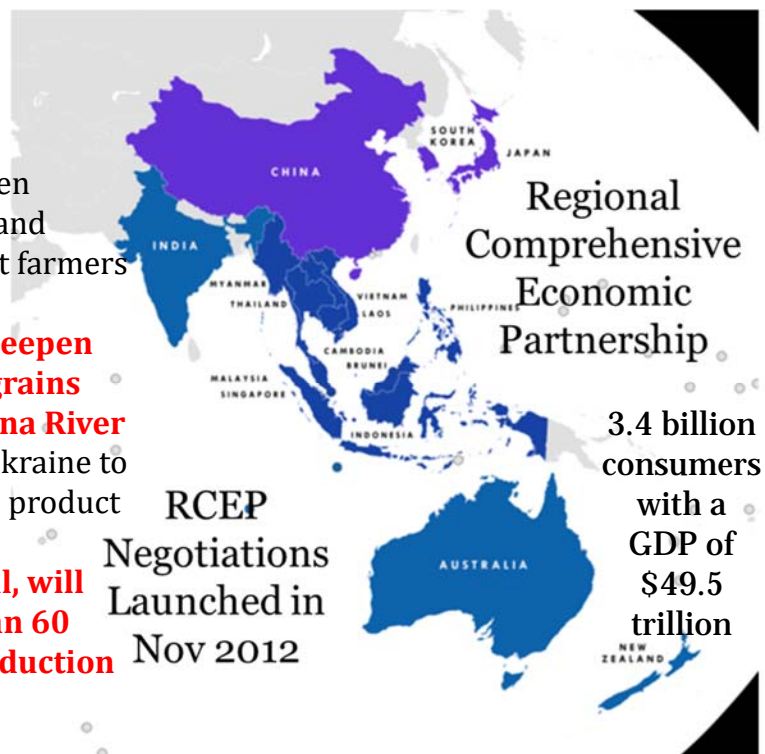 en
and
t farmers
eepen
grains
na River
kraine to
product
l, will
an 60
duction
SOUTH
KOREA
JAPAN
CHINA
INDIA
MYANMAR
THAILAND
VIETNAM
LAOS
PHILIPPINES
CAMBODIA
BRUNEI
MALAYSIA
SINGAPORE
INDONESIA
AUSTRALIA
NEW
ZEALAND
Regional
Comprehensive
Economic
Partnership
3.4 billion
consumers
with a
GDP of
$49.5
trillion
RCEP
Negotiations
Launched in
Nov 2012